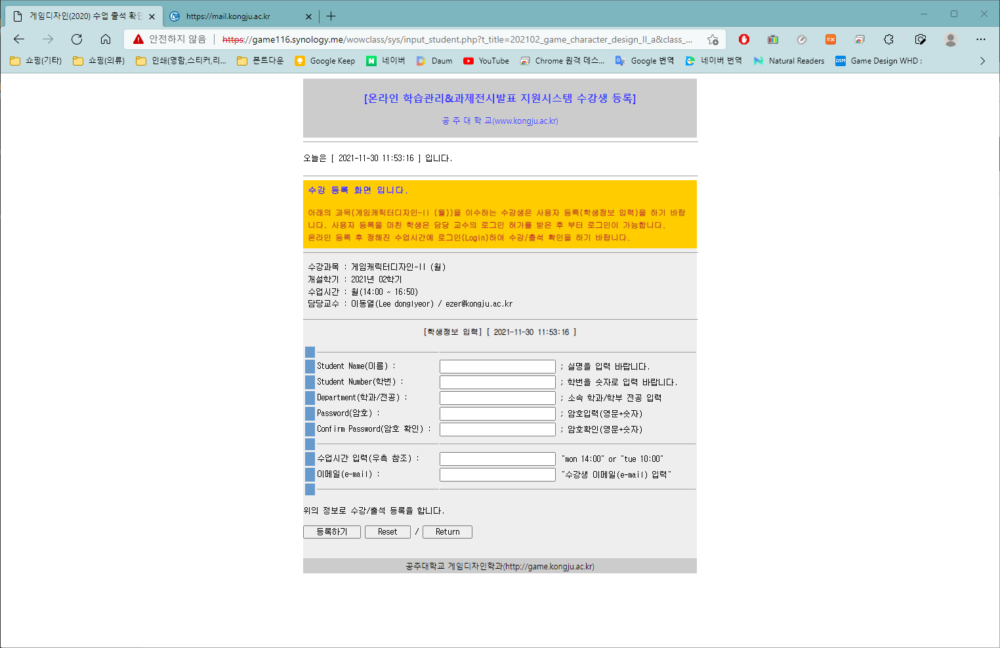 게임디자인(2020) 수업 출석 확인
https://mail.kongju.ac.kr
안전하지 않음
https://game116.synology.me/wowclass/sys/input_student.php?t_title=202102_game_character_design_II_a&class_...
EX
쇼핑(기타) 쇼핑(의류) 인쇄(명함,스티커,리... 폰트다운 Google Keep 네이버 Daum YouTube Chrome 원격 데스... Google 번역 네이버 번역 Natural Readers DSM Game Design WHD :
[온라인 학습관리&과제전시발표 지원시스템 수강생 등록]
공 주 대 학 교(www.kongju.ac.kr)
오늘은 [ 2021-11-30 11:53:16 ] 입니다.
수강 등록 화면 입니다.
아래의 과목(게임캐릭터디자인-II (월))을 이수하는 수강생은 사용자 등록(학생정보 입력)을 하기 바랍
니다. 사용자 등록을 마친 학생은 담당 교수의 로그인 허가를 받은 후 부터 로그인이 가능합니다.
온라인 등록 후 정해진 수업시간에 로그인(Login)하여 수강/출석 확인을 하기 바랍니다.
수강과목 : 게임캐릭터디자인-II (월)
개설학기 : 2021년 02학기
수업시간 : 월(14:00 ~ 16:50)
담당교수 : 이동열(Lee donglyeor) / ezer@kongju.ac.kr
[학생정보 입력] [ 2021-11-30 11:53:16 ]
Student Name(이름) : ; 실명을 입력 바랍니다.
Student Number(학번) : ; 학번을 숫자로 입력 바랍니다.
Department(학과/전공) : ; 소속 학과/학부 전공 입력
Password(암호) : ; 암호입력(영문+숫자)
Confirm Password(암호 확인) : ; 암호확인(영문+숫자)
수업시간 입력(우측 참조) : "mon 14:00" or "tue 10:00"
이메일(e-mail) : "수강생 이메일(e-mail) 입력"
위의 정보로 수강/출석 등록을 합니다.
등록하기 Reset / Return
공주대학교 게임디자인학과(http://game.kongju.ac.kr)